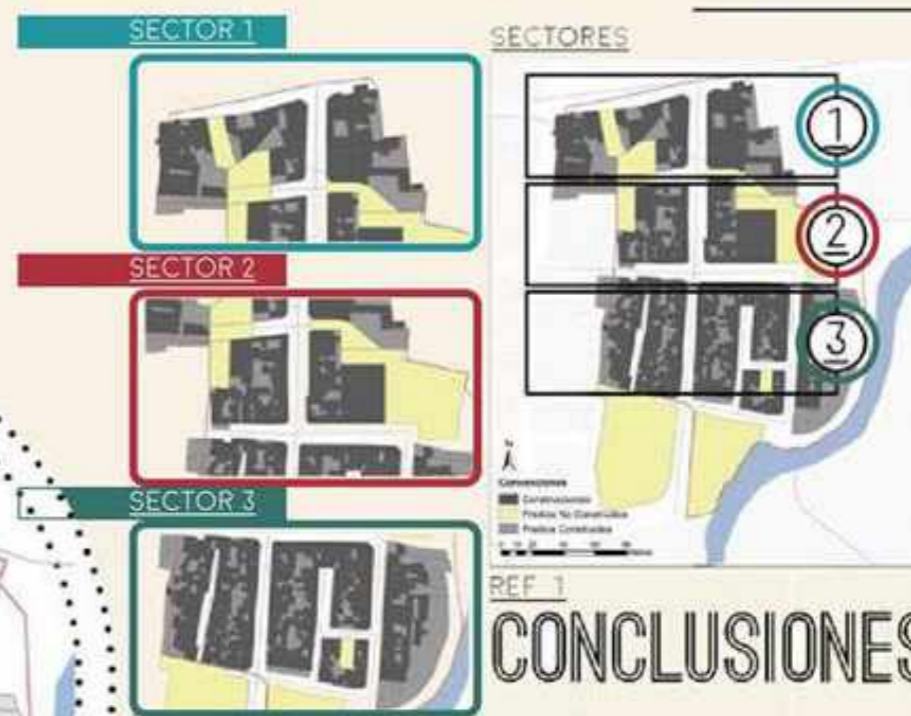 SECTOR 1
SECTOR 2
SECTOR 3
SECTORES
1
2
3
N
Convenciones
Construcciones
Predios No Construidos
Predios Construidos
REF 1
CONCLUSIONES